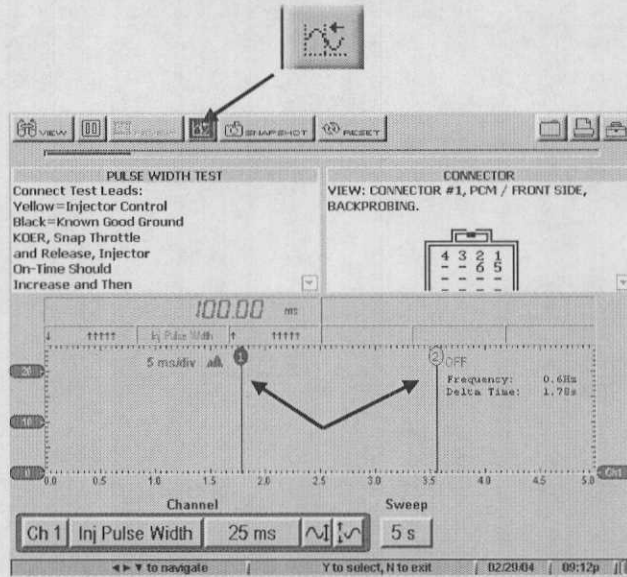 VIEW
SNAPSHOT
RESET
PULSE WIDTH TEST
Connect Test Leads:
Yellow=Injector Control
Black=Known Good Ground
KOER, Snap Throttle
and Release, Injector
On-Time Should
Increase and Then
CONNECTOR
VIEW: CONNECTOR #1, PCM / FRONT SIDE,
BACKPROBING.
4 3 2 1
- - 6 5
- - - -
100.00 ms
Inj Pulse Width
5 ms/div
1
2 OFF
Frequency: 0.6Hz
Delta Time: 1.78s
20
10
0
0.0 0.5 1.0 1.5 2.0 2.5 3.0 3.5 4.0 4.5 5.0
Ch1
Channel Sweep
Ch 1 Inj Pulse Width 25 ms 5 s
◄ ► ▼ to navigate Y to select, N to exit 02/29/04 09:12p